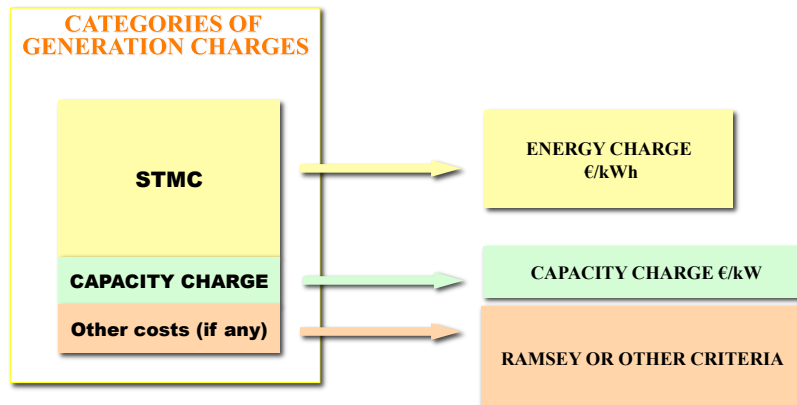 CATEGORIES OF
GENERATION CHARGES
STMC
ENERGY CHARGE
€/kWh
CAPACITY CHARGE
CAPACITY CHARGE €/kW
Other costs (if any)
RAMSEY OR OTHER CRITERIA